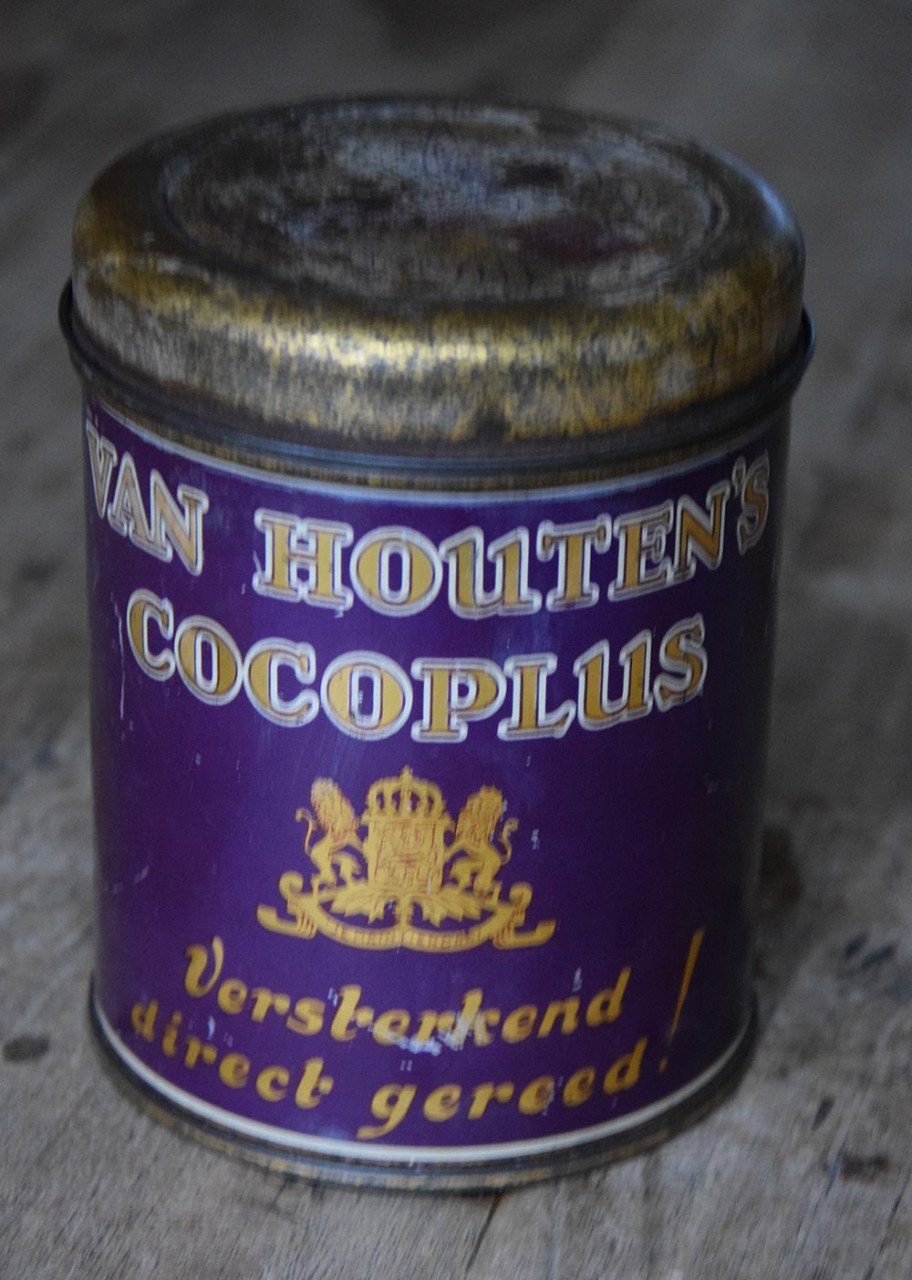 VAN HOUTEN'S
COCOPLUS
Versterkend
direct gereed!